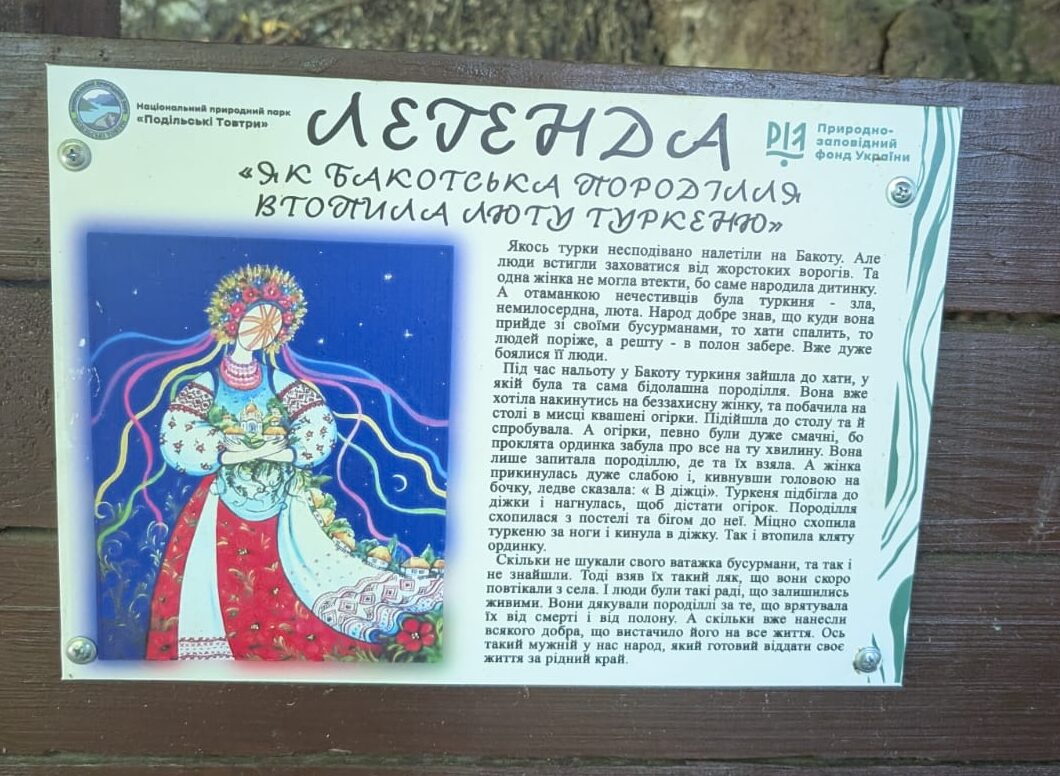 Національний природний парк
«Подільські Товтри»
ЛЕГЕНДА
РІД
Природно-
заповідний
фонд України
«ЯК БАКОТСЬКА ПОРОДІЛЛЯ
ВТОПИЛА ЛЮТУ ТУРКЕНЮ»
Якось турки несподівано налетіли на Бакоту. Але
люди встигли заховатися від жорстоких ворогів. Та
одна жінка не могла втекти, бо саме народила дитинку.
А отаманкою нечестивців була туркиня - зла,
немилосердна, люта. Народ добре знав, що куди вона
прийде зі своїми бусурманами, то хати спалить, то
людей поріже, а решту - в полон забере. Вже дуже
боялися її люди.
Під час нальоту у Бакоту туркиня зайшла до хати, у
якій була та сама бідолашна породілля. Вона вже
хотіла накинутись на беззахисну жінку, та побачила на
столі в мисці квашені огірки. Підійшла до столу та й
спробувала. А огірки, певно були дуже смачні, бо
проклята ординка забула про все на ту хвилину. Вона
лише запитала породіллю, де та їх взяла. А жінка
прикинулась дуже слабою і, кивнувши головою на
бочку, ледве сказала: « В діжці». Туркеня підбігла до
діжки і нагнулась, щоб дістати огірок. Породілля
схопилася з постелі та бігом до неї. Міцно схопила
туркеню за ноги і кинула в діжку. Так і втопила кляту
ординку.
Скільки не шукали свого ватажка бусурмани, та так і
не знайшли. Тоді взяв їх такий ляк, що вони скоро
повтікали з села. І люди були такі раді, що залишились
живими. Вони дякували породіллі за те, що врятувала
їх від смерті і від полону. А скільки вже нанесли
всякого добра, що вистачило його на все життя. Ось
такий мужній у нас народ, який готовий віддати своє
життя за рідний край.